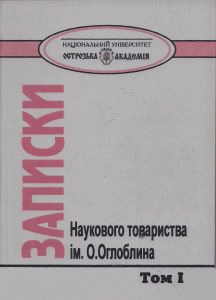 НАЦІОНАЛЬНИЙ УНІВЕРСИТЕТ
ОСТРОЗЬКА АКАДЕМІЯ
ЗАПИСКИ
Наукового товариства
ім. О.Оглоблина
Том I